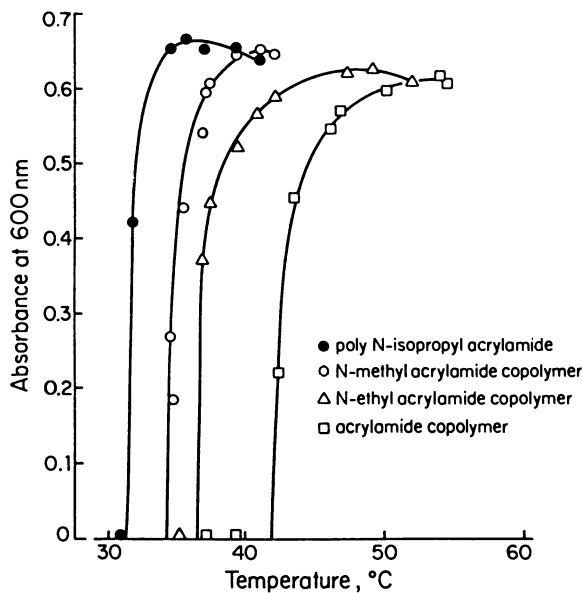 0.7
0.6
0.5
0.4
0.3
0.2
0.1
0
Absorbance at 600nm
● poly N-isopropyl acrylamide
○ N-methyl acrylamide copolymer
△ N-ethyl acrylamide copolymer
□ acrylamide copolymer
30 40 50 60
Temperature, °C